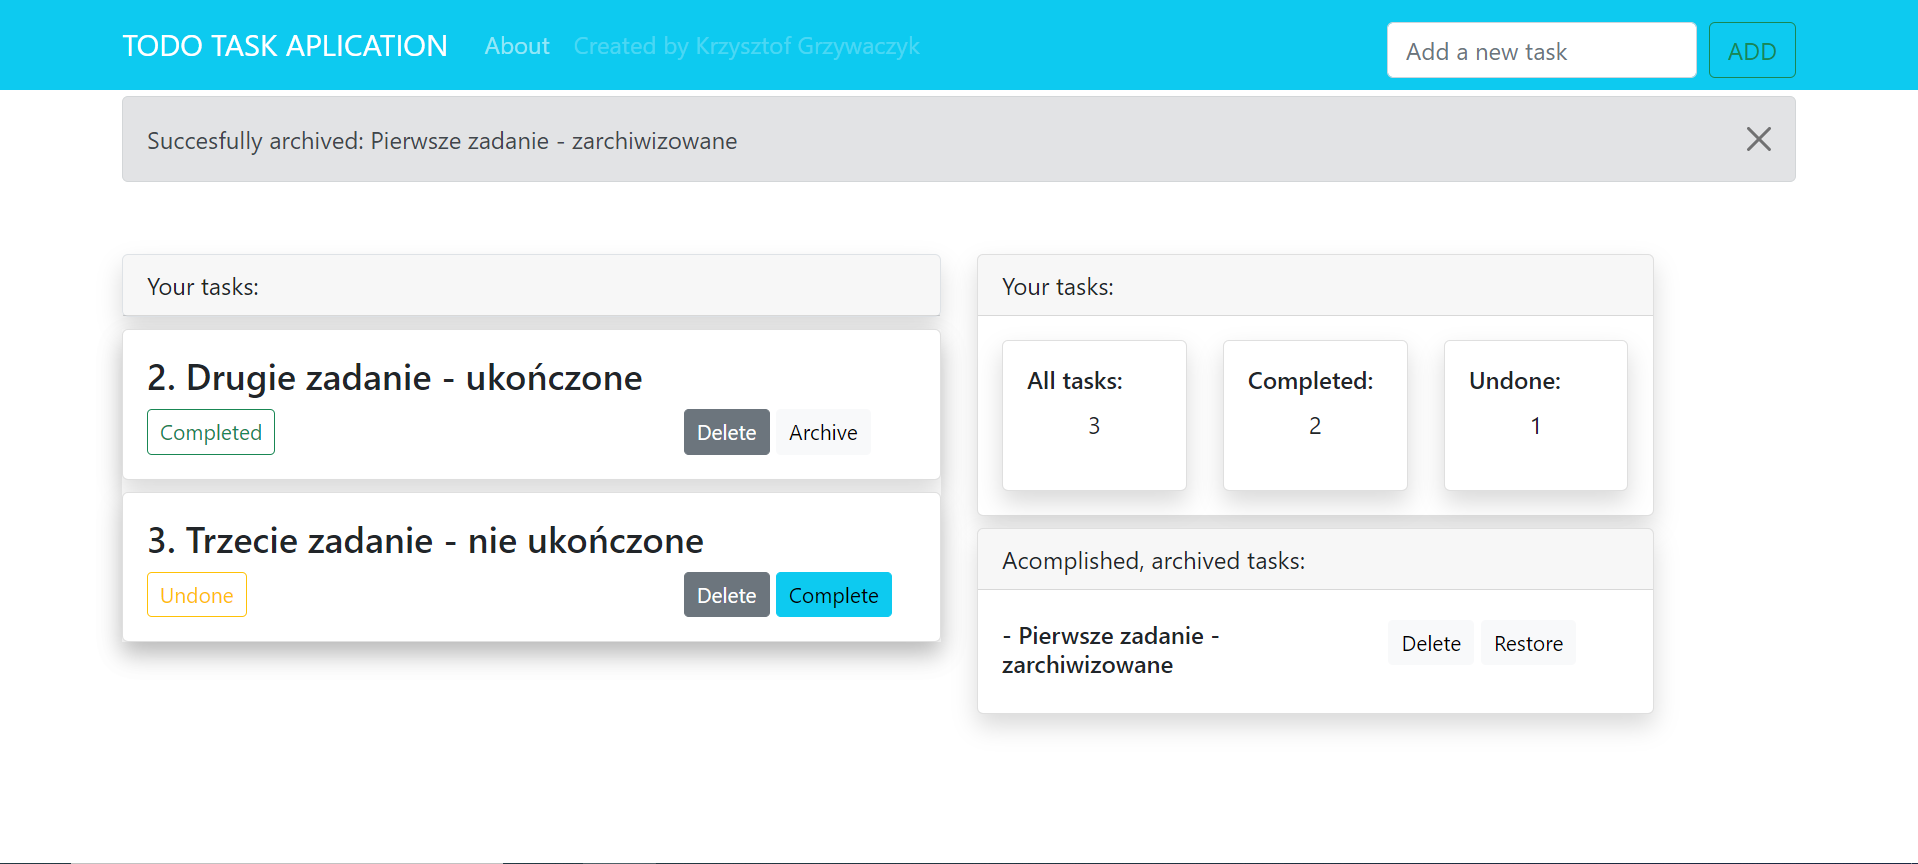 TODO TASK APLICATION About Created by Krzysztof Grzywaczyk Add a new task ADD
Succesfully archived: Pierwsze zadanie - zarchiwizowane
Your tasks:
2. Drugie zadanie - ukończone
Completed Delete Archive
3. Trzecie zadanie - nie ukończone
Undone Delete Complete
Your tasks:
All tasks: Completed: Undone:
3 2 1
Acomplished, archived tasks:
- Pierwsze zadanie -
zarchiwizowane
Delete Restore